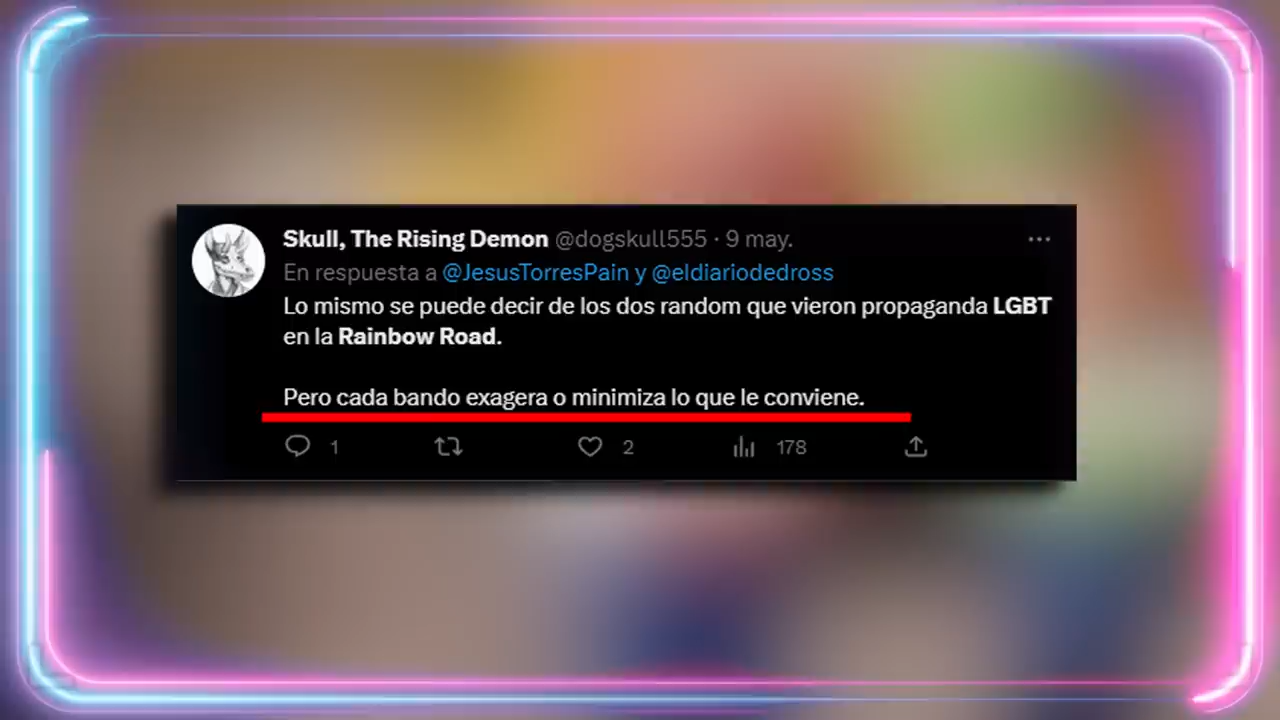 Skull, The Rising Demon @dogskull555 · 9 may.
En respuesta a @JesusTorresPain y @eldiariodedross
Lo mismo se puede decir de los dos random que vieron propaganda LGBT
en la Rainbow Road.
Pero cada bando exagera o minimiza lo que le conviene.
1 2 178